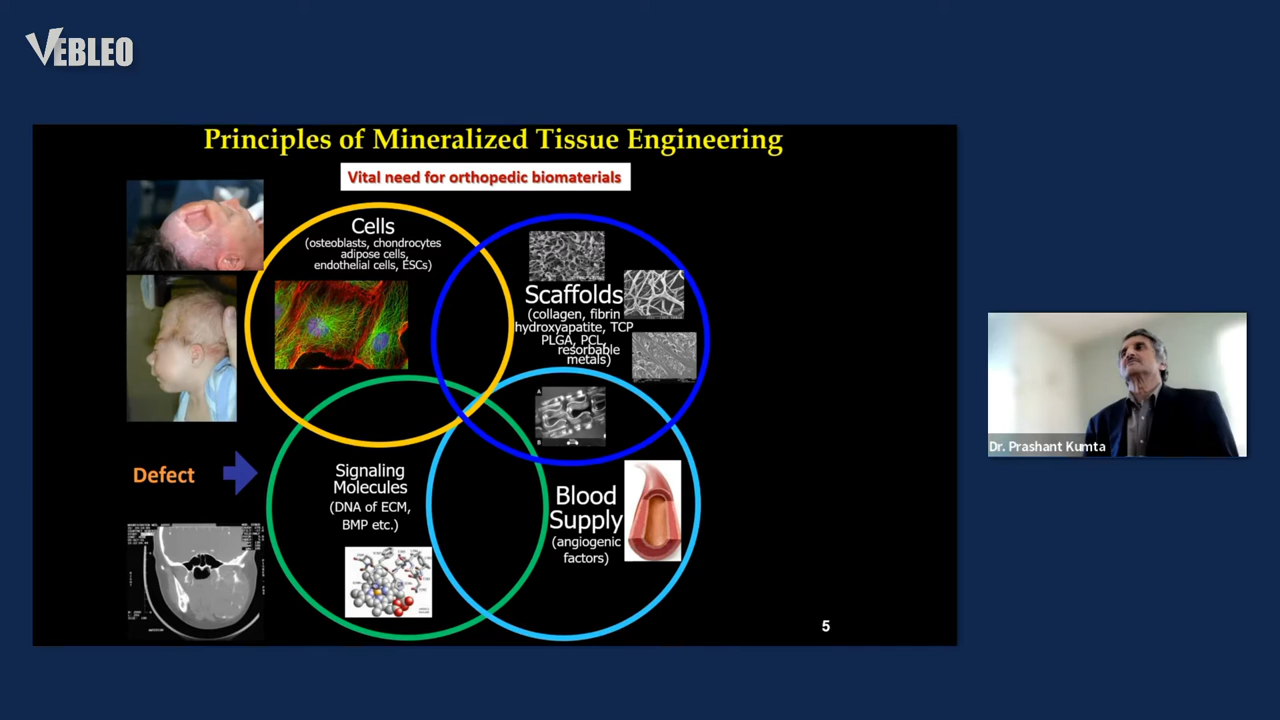 VEBLEO
Principles of Mineralized Tissue Engineering
Vital need for orthopedic biomaterials
Cells
(osteoblasts, chondrocytes
adipose cells,
endothelial cells, ESCs)
Scaffolds
(collagen, fibrin
hydroxyapatite, TCP
PLGA, PCL,
resorbable
metals)
A
B
Defect
Signaling
Molecules
(DNA of ECM,
BMP etc.)
Blood
Supply
(angiogenic
factors)
5
Dr. Prashant Kumta